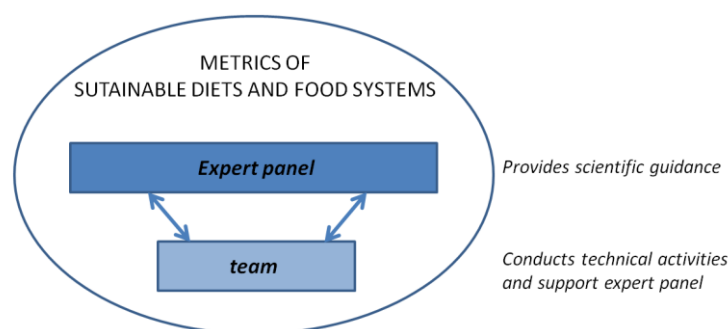 METRICS OF
SUTAINABLE DIETS AND FOOD SYSTEMS
Expert panel
Provides scientific guidance
team
Conducts technical activities
and support expert panel